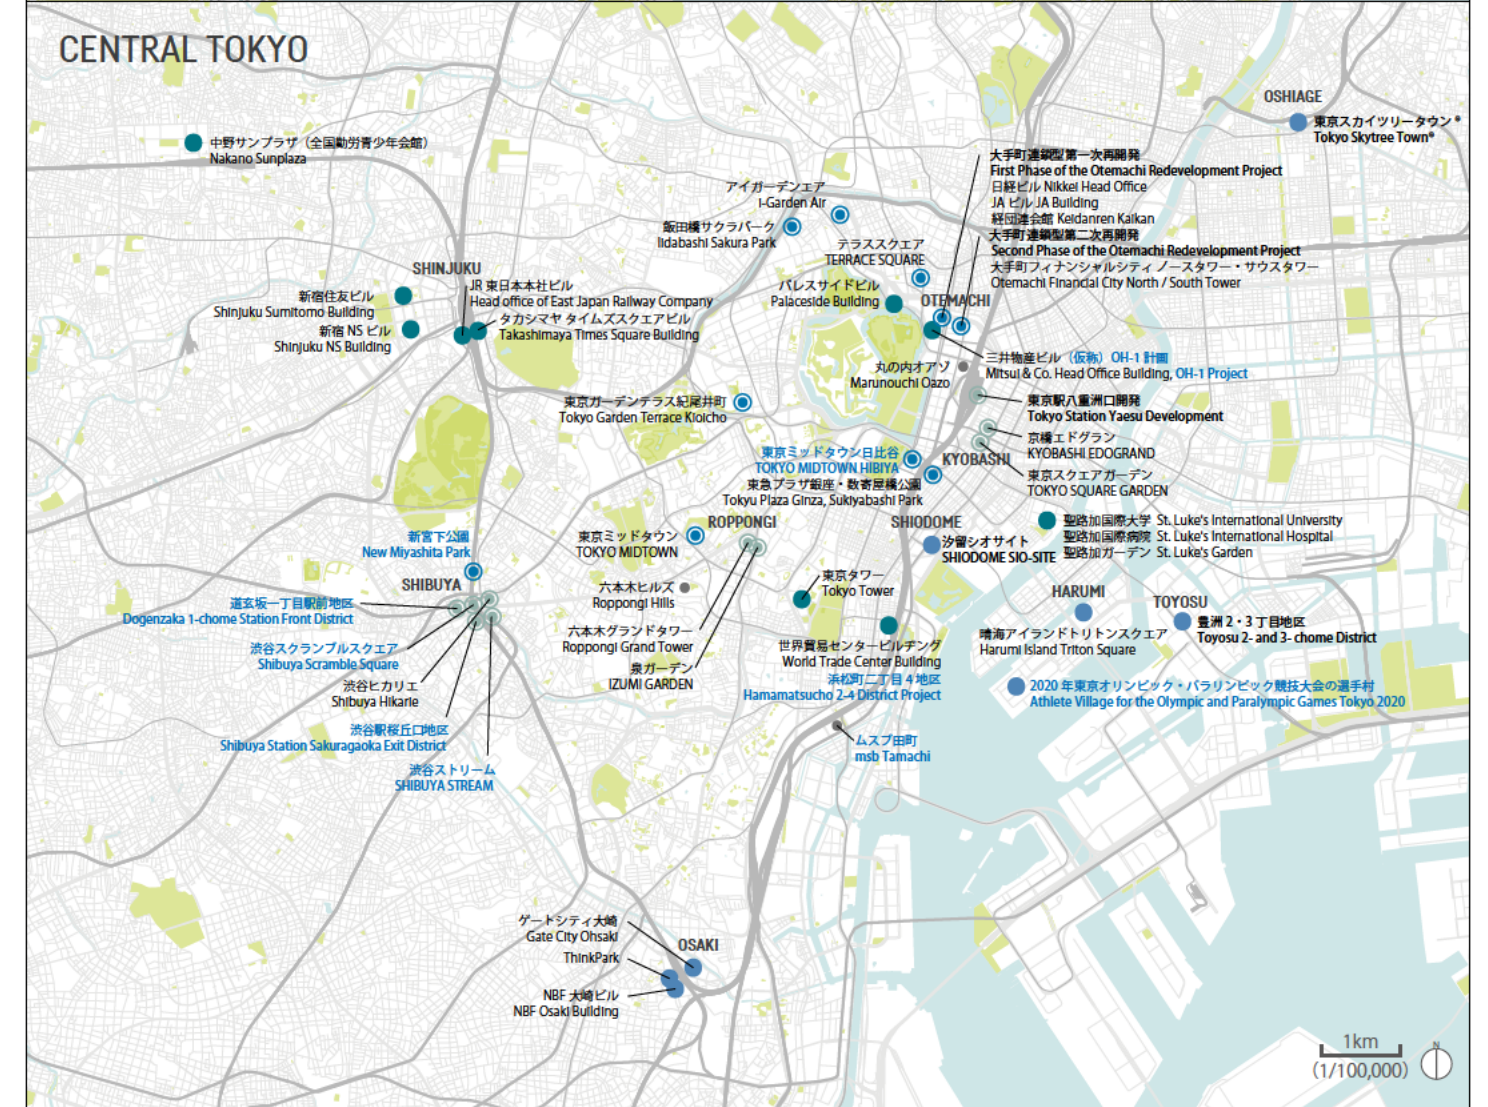 CENTRAL TOKYO
OSHIAGE
東京スカイツリータウン®
Tokyo Skytree Town®
中野サンプラザ（全国勤労青少年会館）
Nakano Sunplaza
大手町連鎖型第一次再開発
First Phase of the Otemachi Redevelopment Project
日経ビル Nikkei Head Office
JA ビル JA Building
経団連会館 Keidanren Kaikan
大手町連鎖型第二次再開発
Second Phase of the Otemachi Redevelopment Project
大手町フィナンシャルシティ ノースタワー・サウスタワー
Otemachi Financial City North / South Tower
アイガーデンエア
I-Garden Air
飯田橋サクラパーク
Iidabashi Sakura Park
テラススクエア
TERRACE SQUARE
パレスサイドビル
Palaceside Building
OTEMACHI
SHINJUKU
JR 東日本本社ビル
Head office of East Japan Railway Company
新宿住友ビル
Shinjuku Sumitomo Building
タカシマヤ タイムズスクエアビル
Takashimaya Times Square Building
新宿 NS ビル
Shinjuku NS Building
三井物産ビル（仮称）OH-1 計画
Mitsui & Co. Head Office Building, OH-1 Project
丸の内オアゾ
Marunouchi Oazo
東京ガーデンテラス紀尾井町
Tokyo Garden Terrace Kioicho
東京駅八重洲口開発
Tokyo Station Yaesu Development
京橋エドグラン
KYOBASHI EDOGRAND
KYOBASHI
東京ミッドタウン日比谷
TOKYO MIDTOWN HIBIYA
東京スクエアガーデン
TOKYO SQUARE GARDEN
東急プラザ銀座・数寄屋橋公園
Tokyu Plaza Ginza, Sukiyabashi Park
ROPPONGI
SHIODOME
聖路加国際大学 St. Luke's International University
聖路加国際病院 St. Luke's International Hospital
聖路加ガーデン St. Luke's Garden
東京ミッドタウン
TOKYO MIDTOWN
汐留シオサイト
SHIODOME SIO-SITE
新宮下公園
New Miyashita Park
SHIBUYA
東京タワー
Tokyo Tower
六本木ヒルズ
Roppongi Hills
HARUMI
TOYOSU
道玄坂一丁目駅前地区
Dogenzaka 1-chome Station Front District
豊洲 2・3 丁目地区
Toyosu 2- and 3- chome District
六本木グランドタワー
Roppongi Grand Tower
晴海アイランドトリトンスクエア
Harumi Island Triton Square
渋谷スクランブルスクエア
Shibuya Scramble Square
世界貿易センタービルヂング
World Trade Center Building
浜松町二丁目 4 地区
Hamamatsucho 2-4 District Project
泉ガーデン
IZUMI GARDEN
渋谷ヒカリエ
Shibuya Hikarie
2020 年東京オリンピック・パラリンピック競技大会の選手村
Athlete Village for the Olympic and Paralympic Games Tokyo 2020
渋谷駅桜丘口地区
Shibuya Station Sakuragaoka Exit District
ムスブ田町
msb Tamachi
渋谷ストリーム
SHIBUYA STREAM
ゲートシティ大崎
Gate City Ohsaki
OSAKI
ThinkPark
NBF 大崎ビル
NBF Osaki Building
1km
(1/100,000)
N